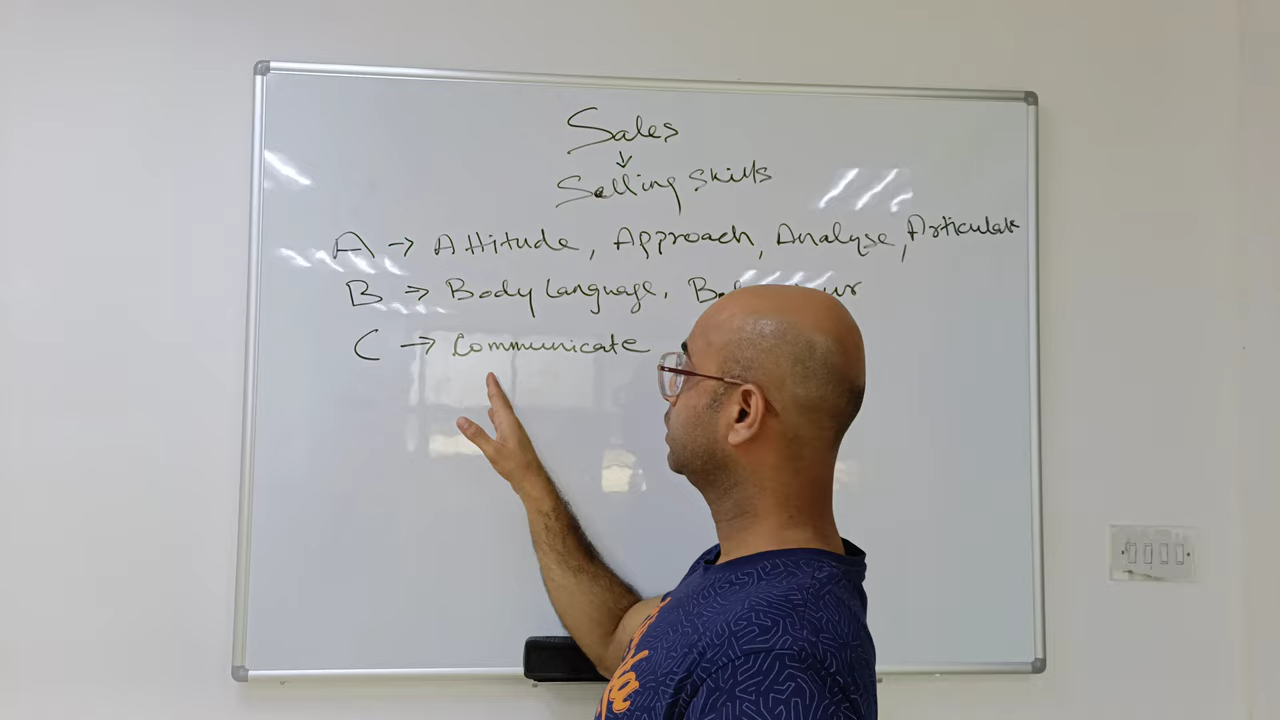 Sales
↓
Selling skills
A → Attitude, Approach, Analyse, Articulate
B → Body language,
C → Communicate